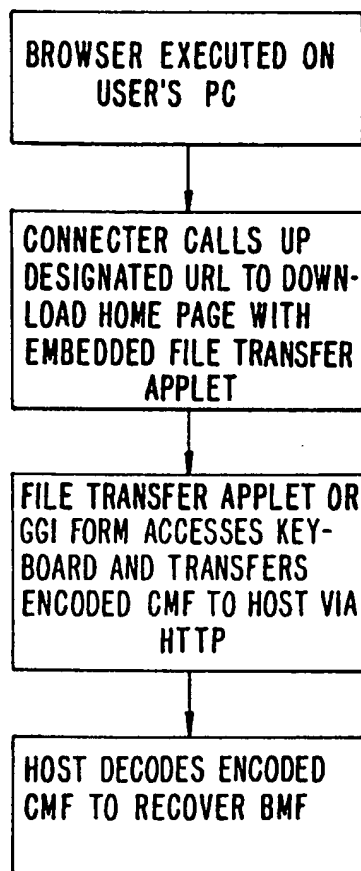 BROWSER EXECUTED ON
USER'S PC
CONNECTER CALLS UP
DESIGNATED URL TO DOWN-
LOAD HOME PAGE WITH
EMBEDDED FILE TRANSFER
APPLET
FILE TRANSFER APPLET OR
GGI FORM ACCESSES KEY-
BOARD AND TRANSFERS
ENCODED CMF TO HOST VIA
HTTP
HOST DECODES ENCODED
CMF TO RECOVER BMF